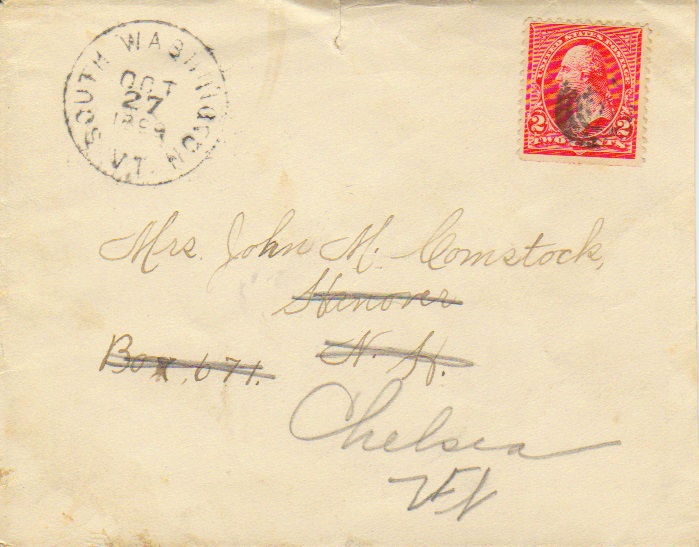 SOUTH WASHINGTON VT.
OCT
27
1899
UNITED STATES POSTAGE
2 2
TWO CENTS
Mrs. John M. Comstock,
Hanover
N. H.
Box 671.
Chelsea
Vt